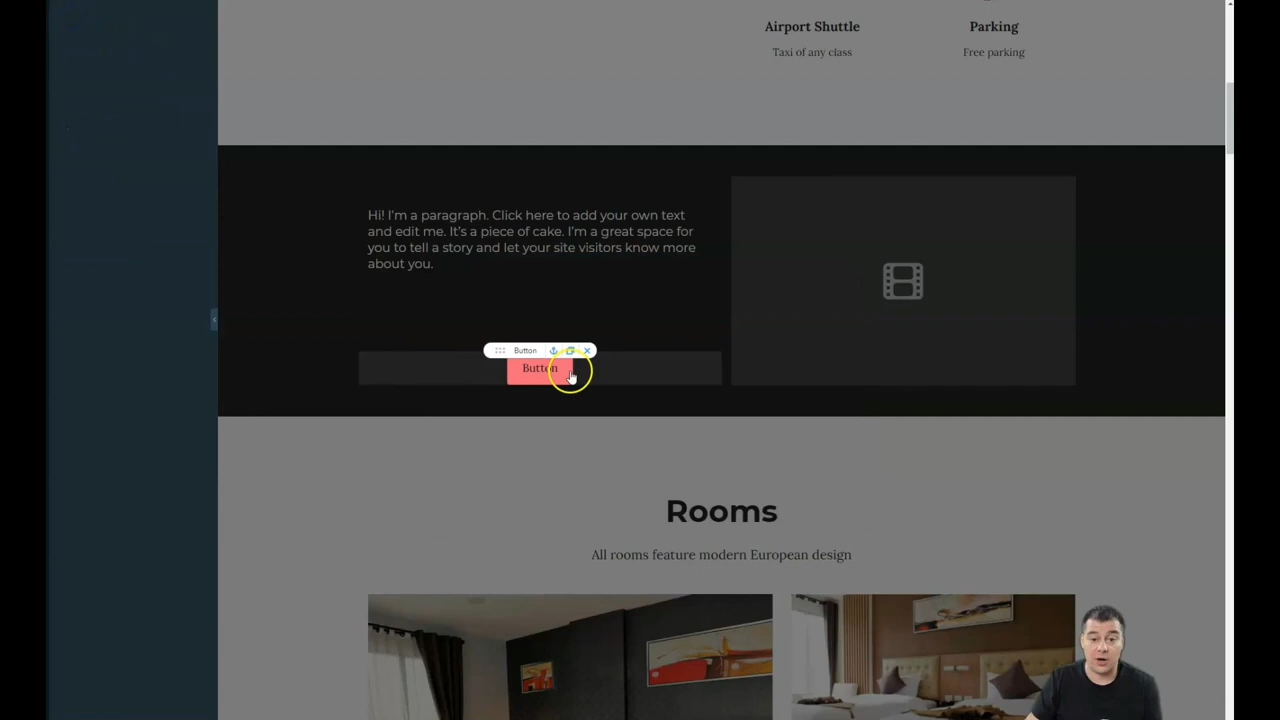 Airport Shuttle
Parking
Taxi of any class
Free parking
Hi! I'm a paragraph. Click here to add your own text
and edit me. It's a piece of cake. I'm a great space for
you to tell a story and let your site visitors know more
about you.
Button
Button
Rooms
All rooms feature modern European design